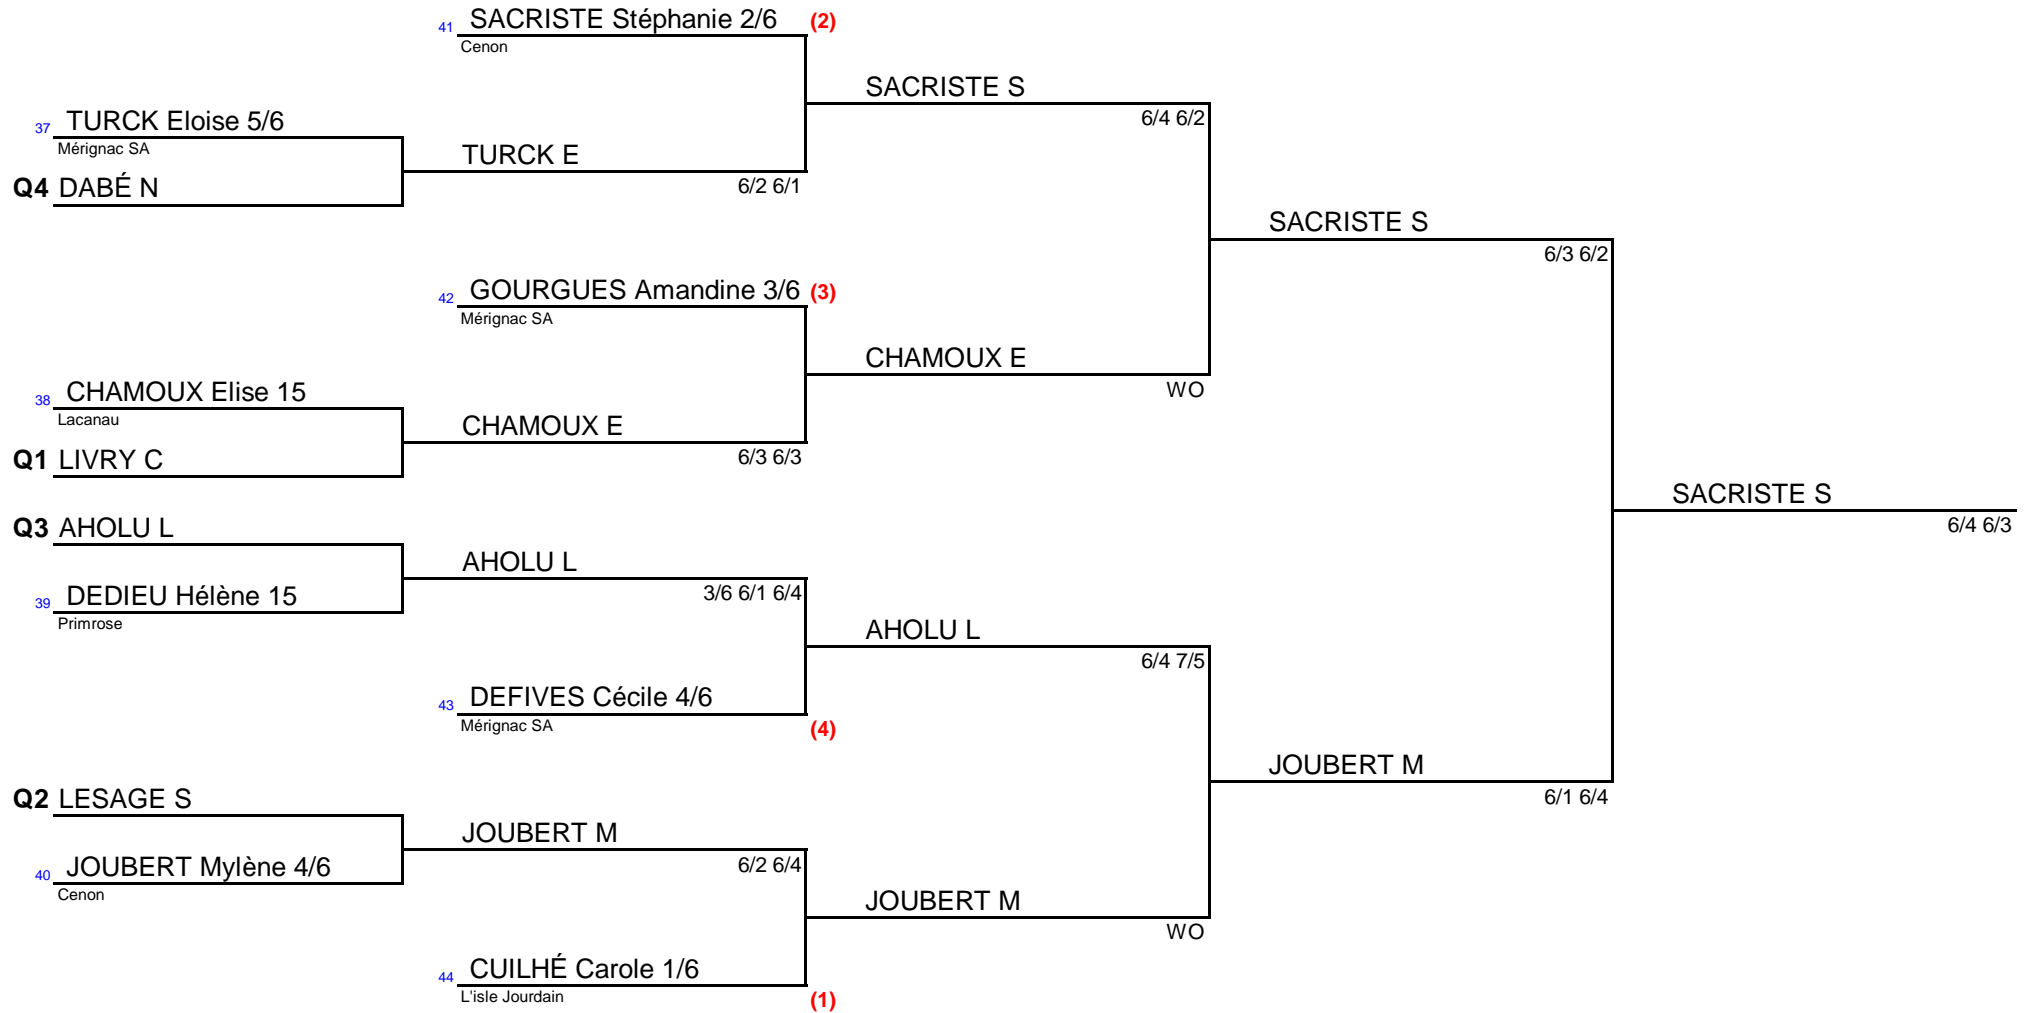 41 SACRISTE Stéphanie 2/6 (2)
Cenon
SACRISTE S
6/4 6/2
37 TURCK Eloise 5/6
Mérignac SA
TURCK E
6/2 6/1
Q4 DABÉ N
SACRISTE S
6/3 6/2
42 GOURGUES Amandine 3/6 (3)
Mérignac SA
CHAMOUX E
WO
38 CHAMOUX Elise 15
Lacanau
CHAMOUX E
6/3 6/3
Q1 LIVRY C
SACRISTE S
6/4 6/3
Q3 AHOLU L
AHOLU L
3/6 6/1 6/4
39 DEDIEU Hélène 15
Primrose
AHOLU L
6/4 7/5
43 DEFIVES Cécile 4/6
Mérignac SA
(4)
JOUBERT M
6/1 6/4
Q2 LESAGE S
JOUBERT M
6/2 6/4
40 JOUBERT Mylène 4/6
Cenon
JOUBERT M
WO
44 CUILHÉ Carole 1/6
L'isle Jourdain
(1)